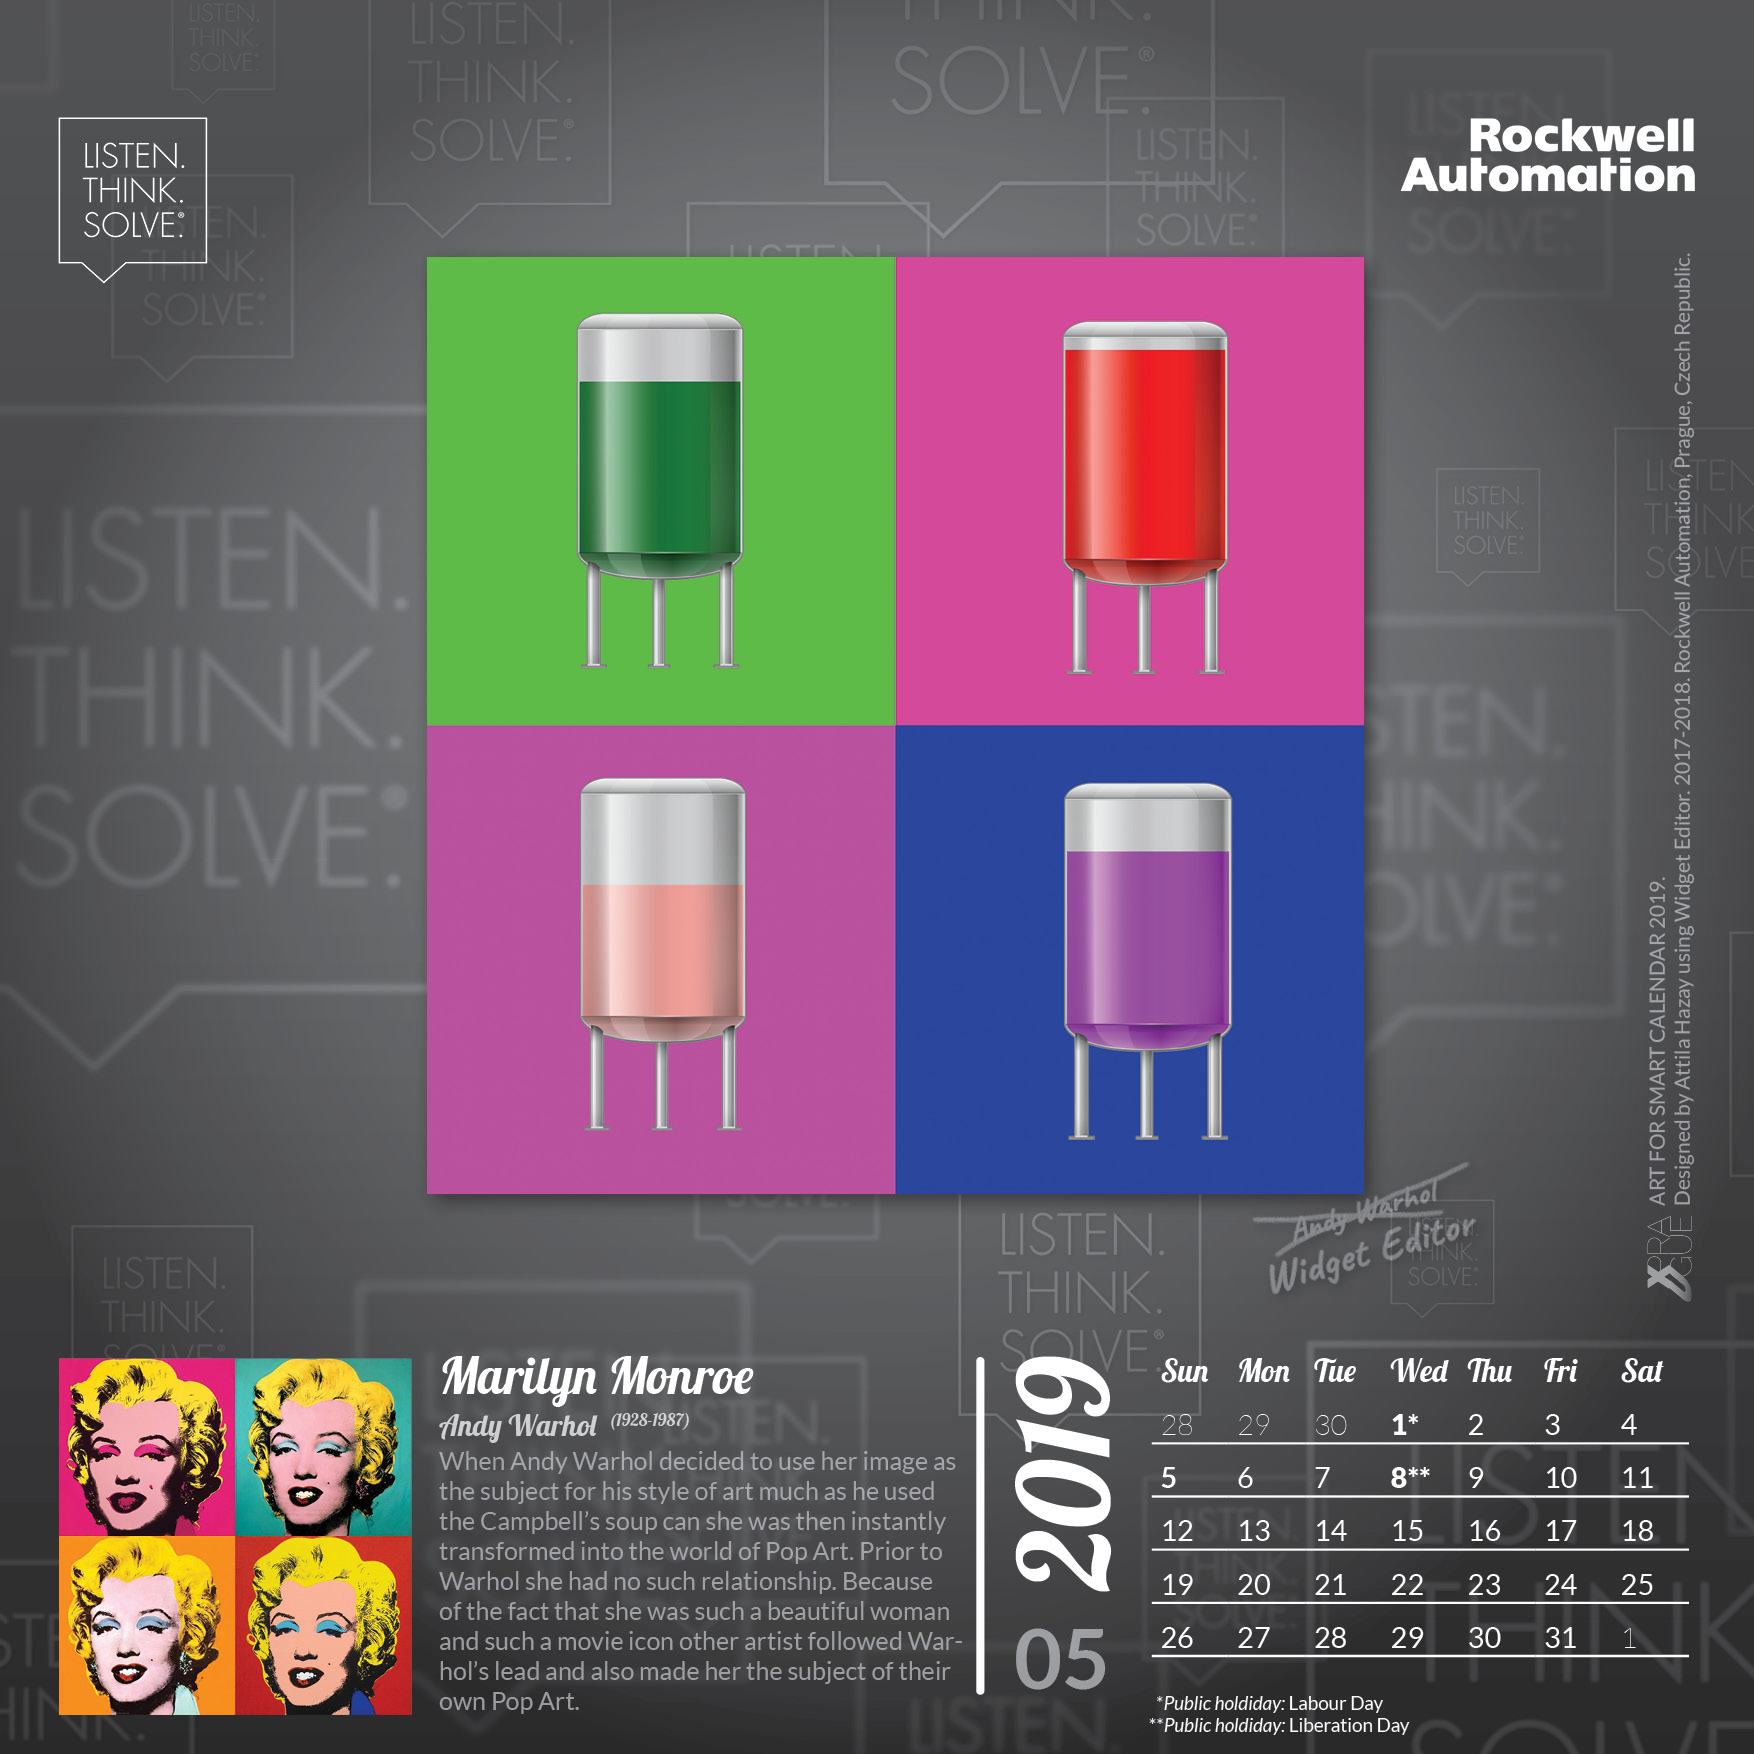 LISTEN.
THINK.
SOLVE.®
Rockwell
Automation
ART FOR SMART CALENDAR 2019.
Designed by Attila Hazay using Widget Editor. 2017-2018. Rockwell Automation, Prague, Czech Republic.
PRA
GUE
Andy Warhol
Widget Editor
Marilyn Monroe
Andy Warhol (1928-1987)
When Andy Warhol decided to use her image as
the subject for his style of art much as he used
the Campbell's soup can she was then instantly
transformed into the world of Pop Art. Prior to
Warhol she had no such relationship. Because
of the fact that she was such a beautiful woman
and such a movie icon other artist followed War-
hol's lead and also made her the subject of their
own Pop Art.
2019
05
Sun Mon Tue Wed Thu Fri Sat
28 29 30 1* 2 3 4
5 6 7 8** 9 10 11
12 13 14 15 16 17 18
19 20 21 22 23 24 25
26 27 28 29 30 31 1
*Public holdiday: Labour Day
**Public holdiday: Liberation Day